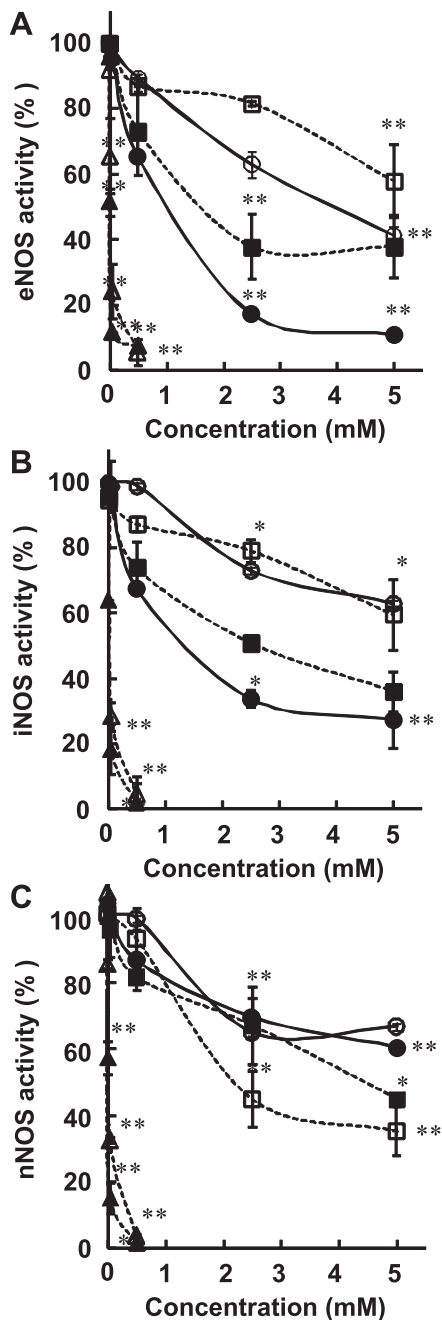 A
eNOS activity (%)
100
80
60
40
20
0
** ** ** ** ** ** ** ** ** ** **
0 1 2 3 4 5
Concentration (mM)
B
iNOS activity (%)
100
80
60
40
20
0
* * * ** ** ** *
0 1 2 3 4 5
Concentration (mM)
C
nNOS activity (%)
100
80
60
40
20
0
** ** ** ** * ** ** ** ** *
0 1 2 3 4 5
Concentration (mM)